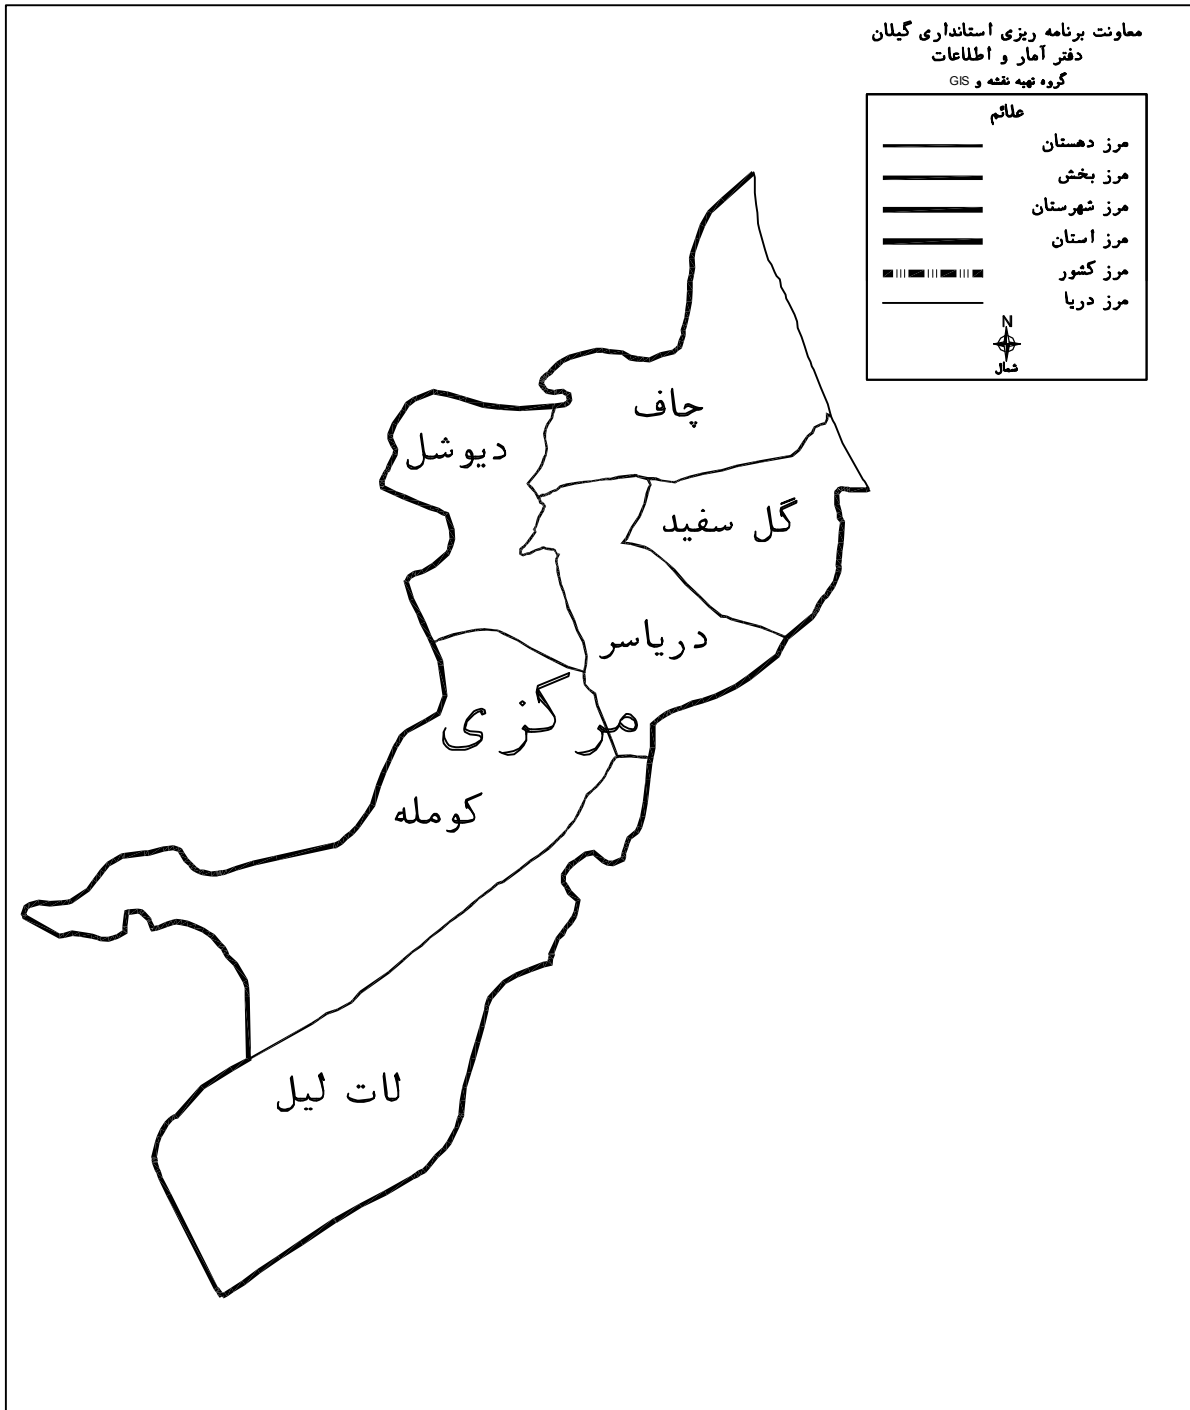 معاونت برنامه ریزی استانداری گیلان
دفتر آمار و اطلاعات
گروه تهیه نقشه و GIS
علائم
مرز دهستان
مرز بخش
مرز شهرستان
مرز استان
مرز کشور
مرز دریا
N
شمال
چاف
دیوشل
گل سفید
دریاسر
مرکزی
کومله
لات لیل